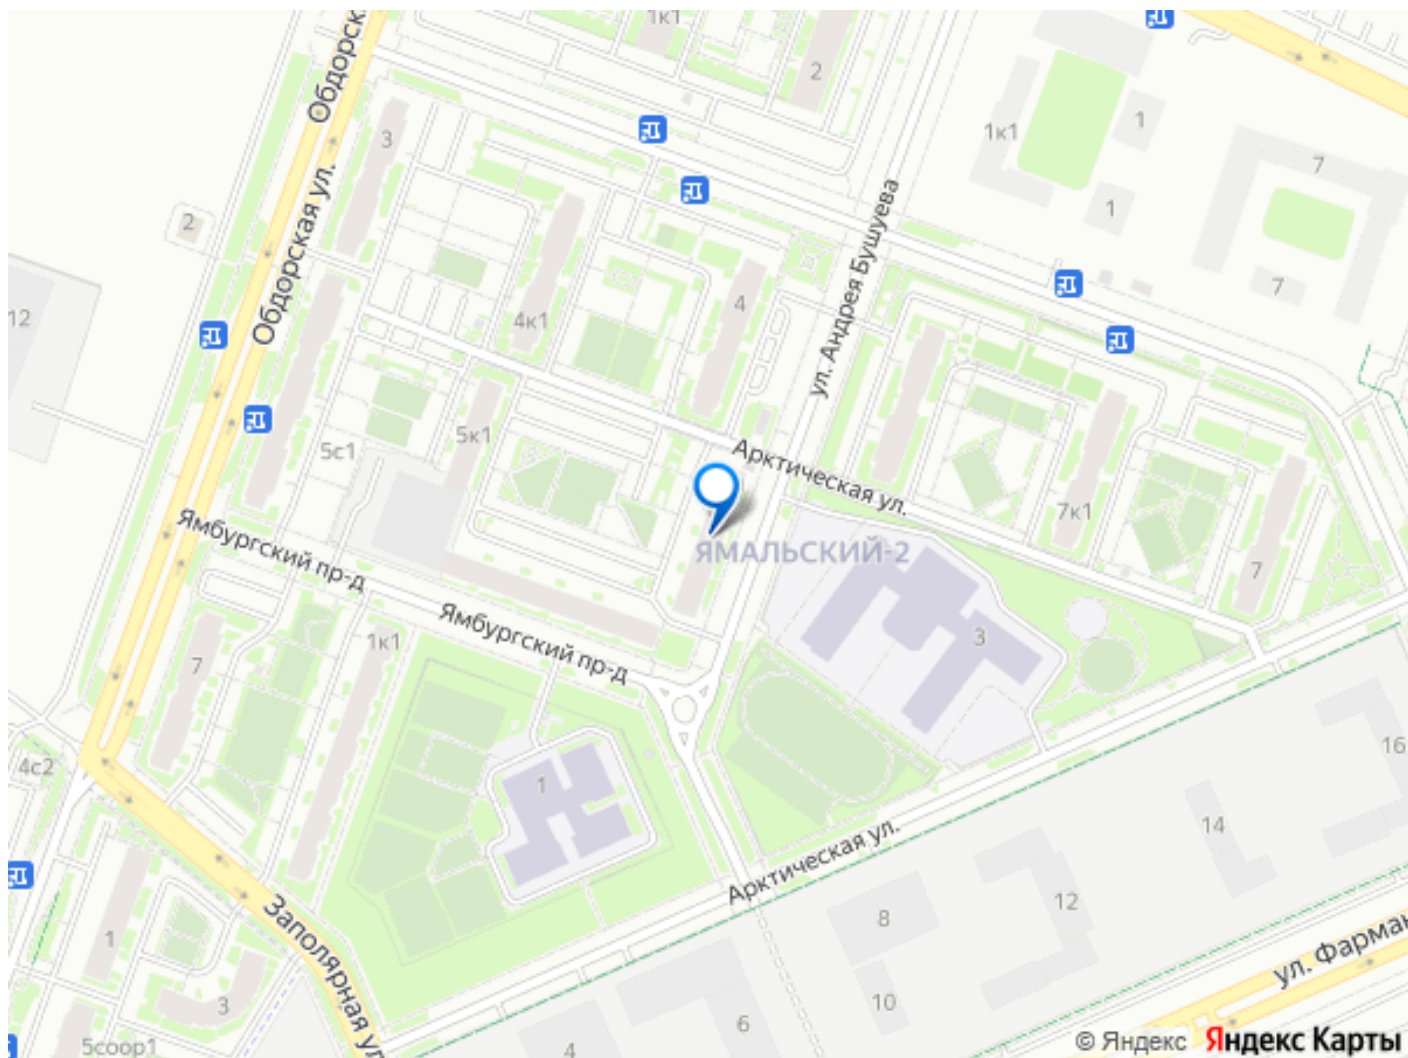 1к1
2
Обдорск
3
1к1
1
7
1
2
Обдорская ул.
ул. Андрея Бушуева
7
12
4к1
4
5с1
5к1
Арктическая ул.
7к1
Ямбургский пр-д
ЯМАЛЬСКИЙ-2
7
Ямбургский пр-д
1к1
3
7
4с2
1
16
14
Арктическая ул.
12
8
Заполярная ул
1
ул. Фарман
3
10
6
4
5соор1
© Яндекс Яндекс Карты